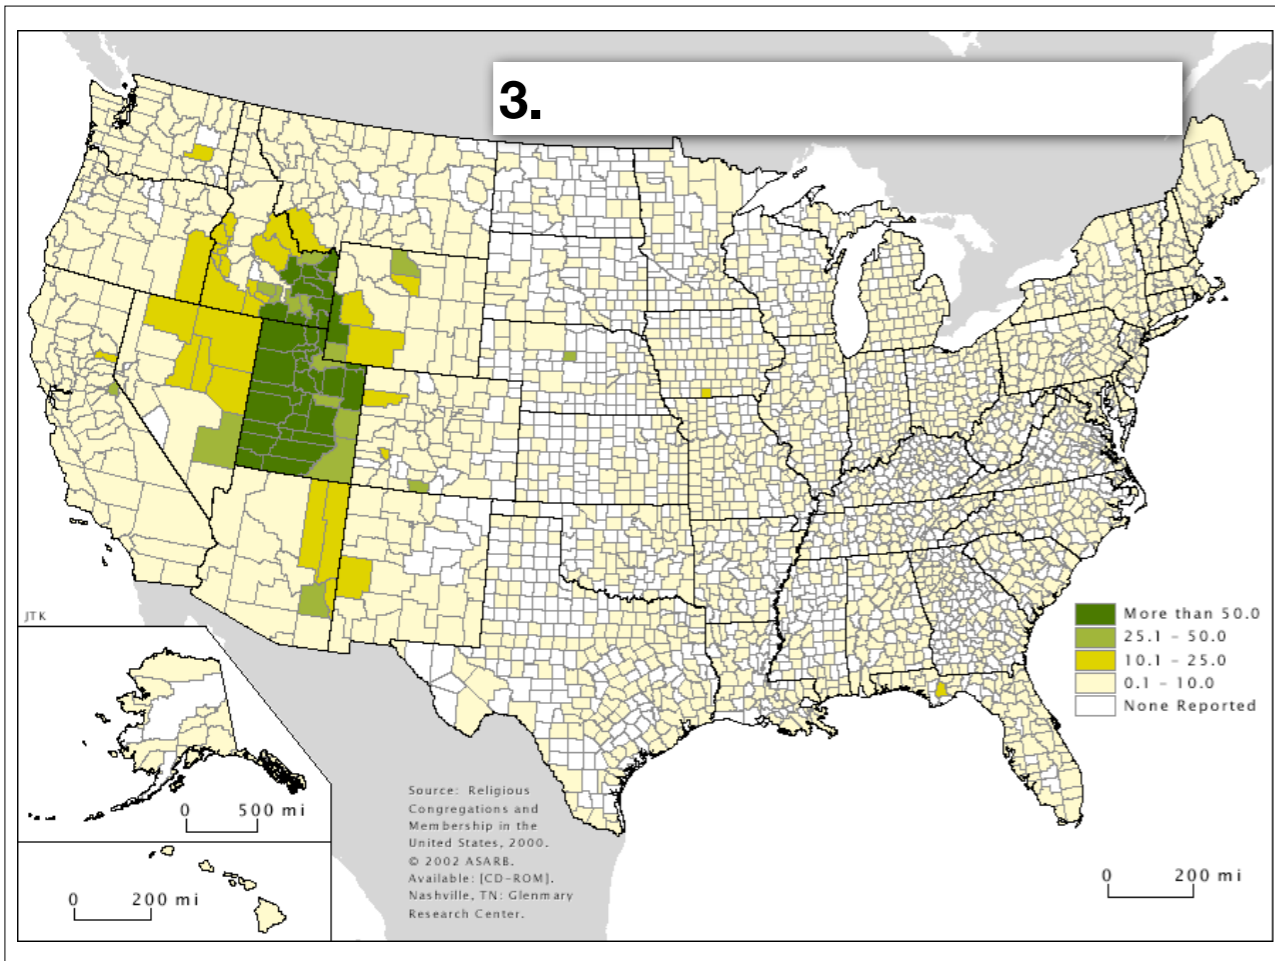 3.
JTK
More than 50.0
25.1 – 50.0
10.1 – 25.0
0.1 – 10.0
None Reported
0 500 mi
0 200 mi
Source: Religious
Congregations and
Membership in the
United States, 2000.
© 2002 ASARB.
Available: [CD–ROM].
Nashville, TN: Glenmary
Research Center.
0 200 mi